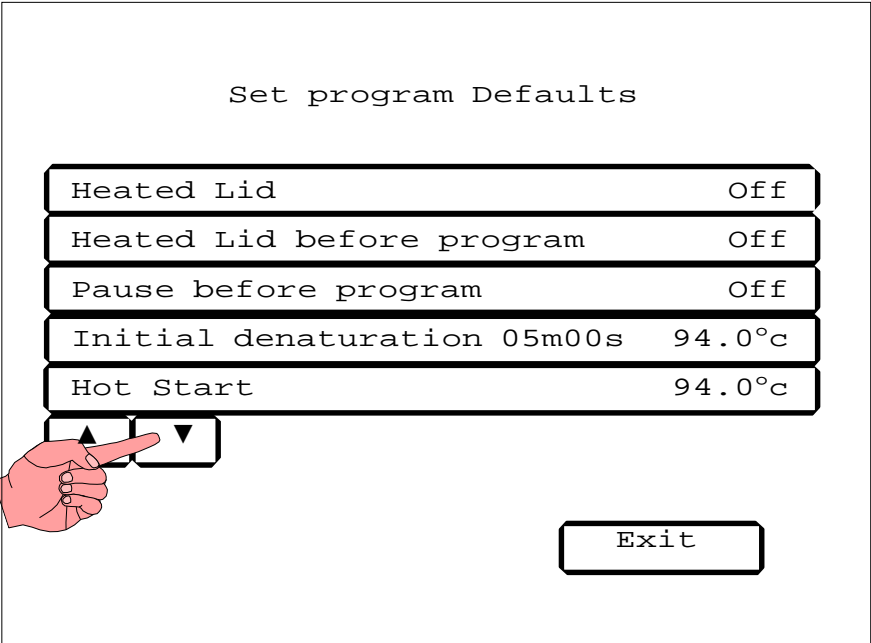 Set program Defaults
Heated Lid Off
Heated Lid before program Off
Pause before program Off
Initial denaturation 05m00s 94.0°c
Hot Start 94.0°c
▲ ▼
Exit